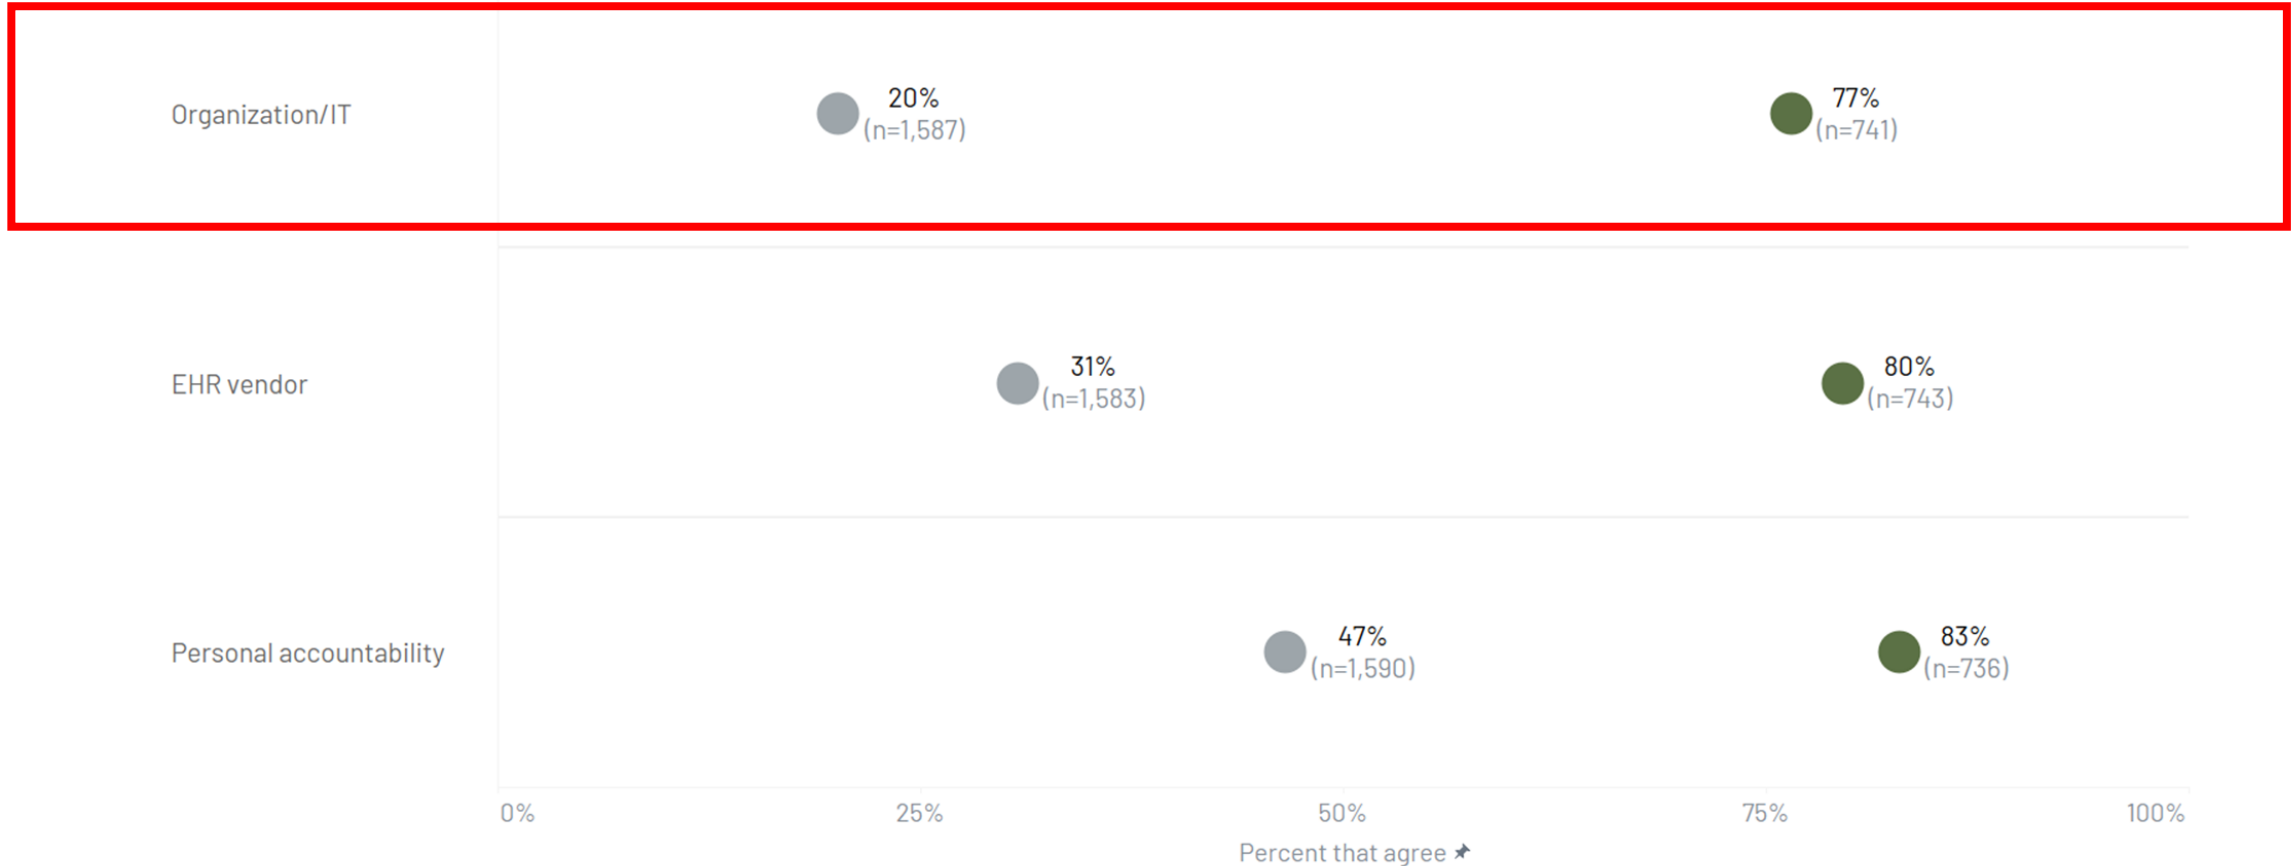 Organization/IT
20%
(n=1,587)
77%
(n=741)
EHR vendor
31%
(n=1,583)
80%
(n=743)
Personal accountability
47%
(n=1,590)
83%
(n=736)
0% 25% 50% 75% 100%
Percent that agree